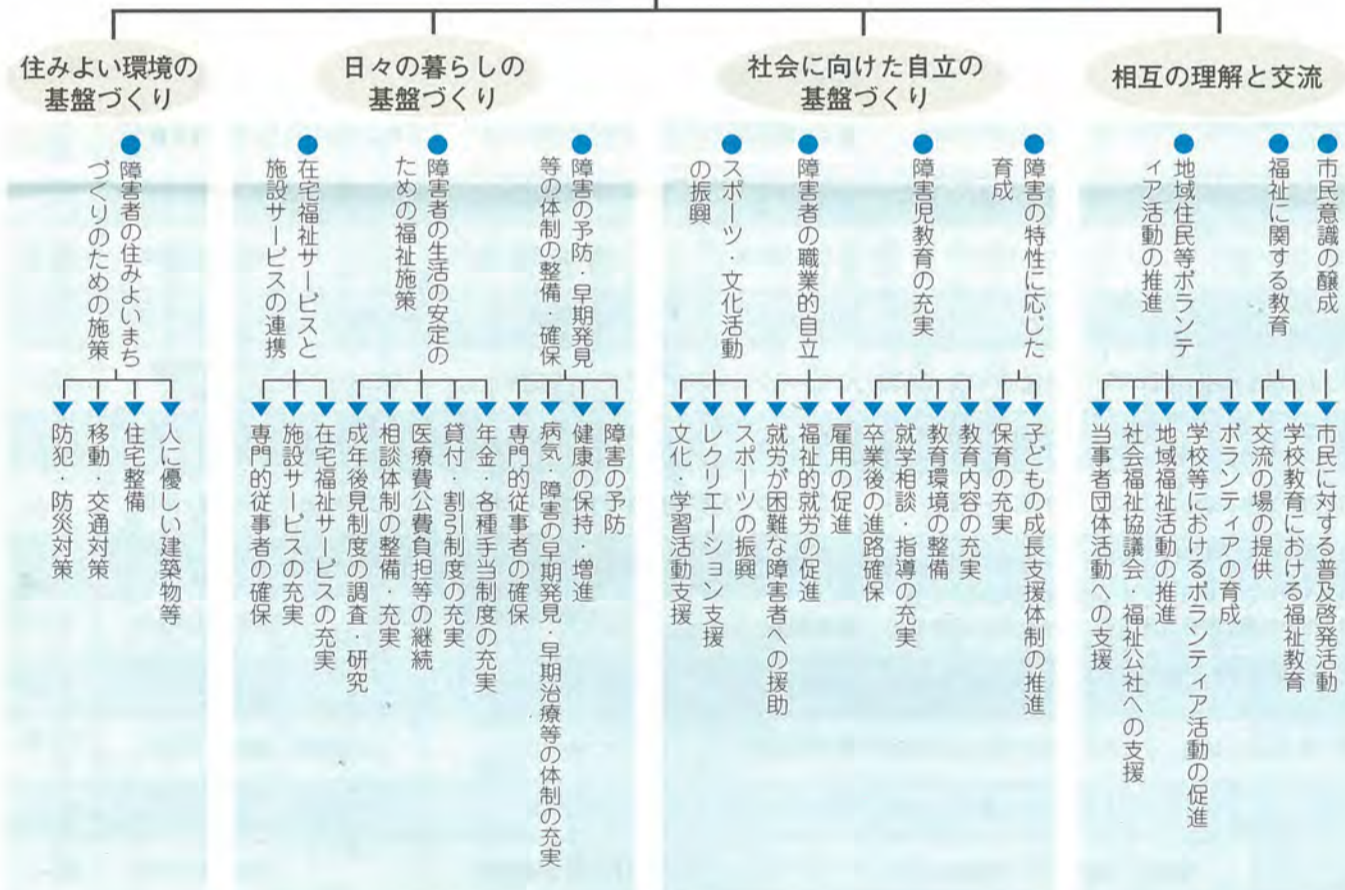 相互の理解と交流
市民意識の醸成
市民に対する普及啓発活動
福祉に関する教育
学校教育における福祉教育
交流の場の提供
地域住民等ボランテ
ィア活動の推進
ボランティアの育成
学校等におけるボランティア活動の促進
地域福祉活動の推進
社会福祉協議会・福祉公社への支援
当事者団体活動への支援
社会に向けた自立の
基盤づくり
障害の特性に応じた
育成
子どもの成長支援体制の推進
保育の充実
障害児教育の充実
教育内容の充実
教育環境の整備
就学相談・指導の充実
卒業後の進路確保
障害者の職業的自立
雇用の促進
福祉的就労の促進
就労が困難な障害者への援助
スポーツ・文化活動
の振興
スポーツの振興
レクリエーション支援
文化・学習活動支援
日々の暮らしの
基盤づくり
障害の予防・早期発見
等の体制の整備・確保
障害の予防
健康の保持・増進
病気・障害の早期発見・早期治療等の体制の充実
専門的従事者の確保
障害者の生活の安定の
ための福祉施策
年金・各種手当制度の充実
貸付・割引制度の充実
医療費公費負担等の継続
相談体制の整備・充実
成年後見制度の調査・研究
在宅福祉サービスと
施設サービスの連携
在宅福祉サービスの充実
施設サービスの充実
専門的従事者の確保
住みよい環境の
基盤づくり
障害者の住みよいまち
づくりのための施策
人に優しい建築物等
住宅整備
移動・交通対策
防犯・防災対策